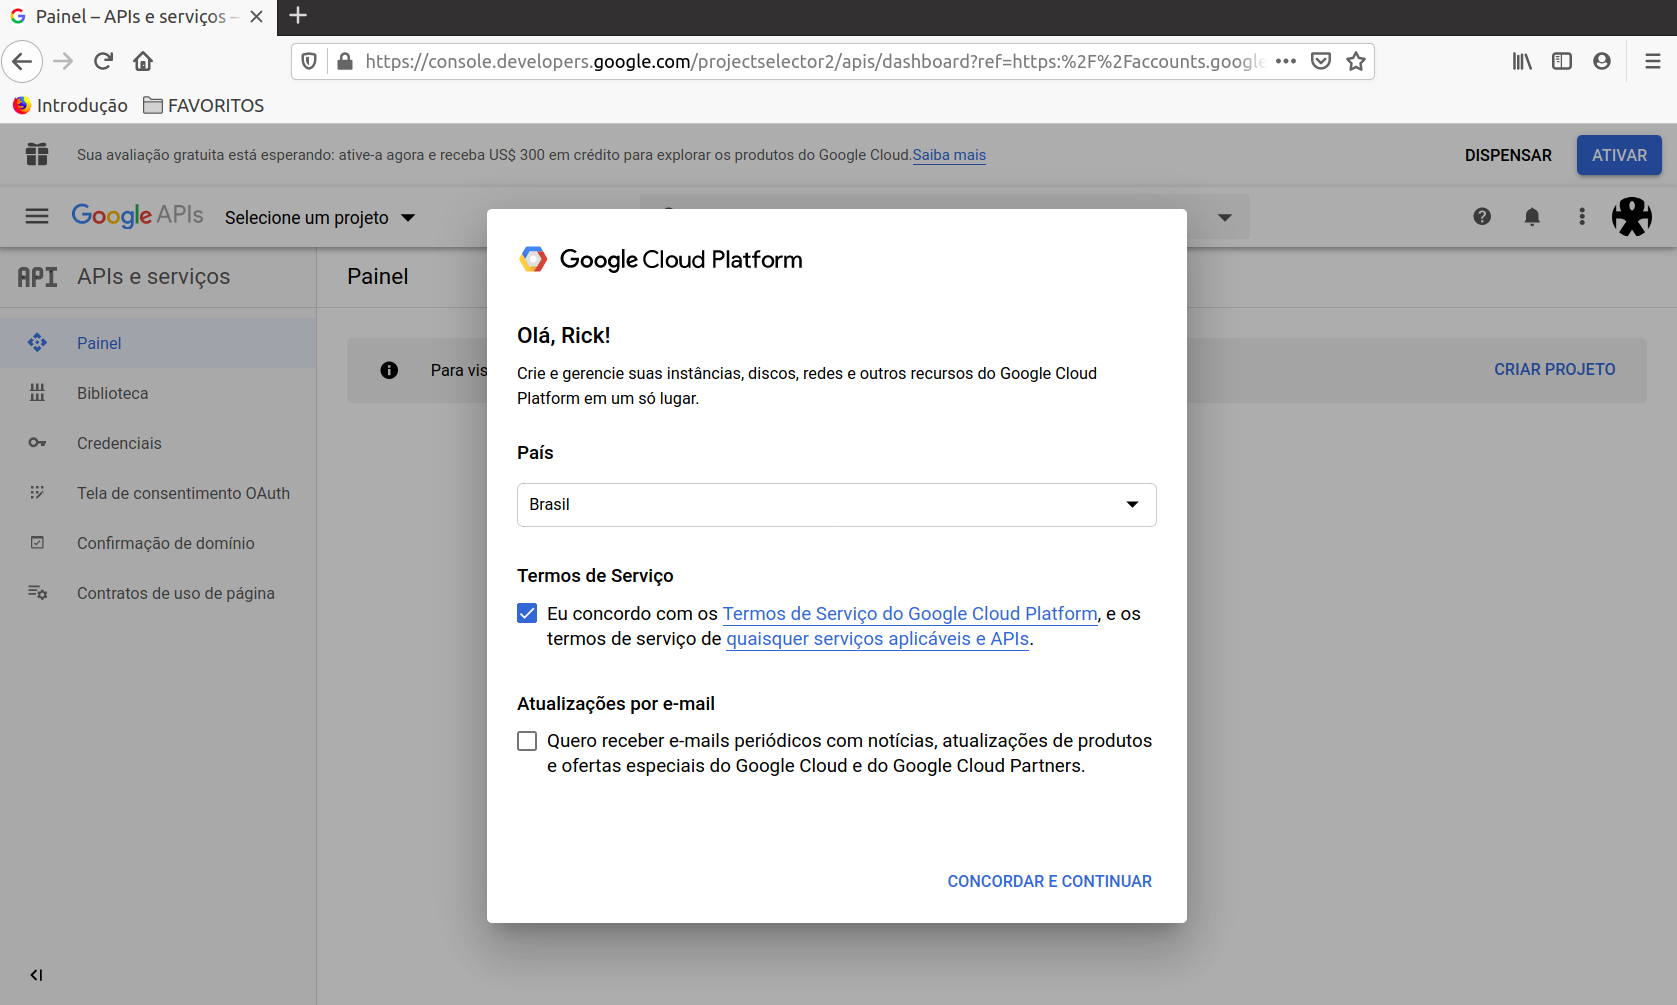 Painel – APIs e serviços –
https://console.developers.google.com/projectselector2/apis/dashboard?ref=https:%2F%2Faccounts.google
Introdução
FAVORITOS
Sua avaliação gratuita está esperando: ative-a agora e receba US$ 300 em crédito para explorar os produtos do Google Cloud.Saiba mais
DISPENSAR
ATIVAR
Google APIs
Selecione um projeto
API APIs e serviços
Painel
Painel
Biblioteca
Credenciais
Tela de consentimento OAuth
Confirmação de domínio
Contratos de uso de página
Para vis
CRIAR PROJETO
Google Cloud Platform
Olá, Rick!
Crie e gerencie suas instâncias, discos, redes e outros recursos do Google Cloud
Platform em um só lugar.
País
Brasil
Termos de Serviço
Eu concordo com os Termos de Serviço do Google Cloud Platform, e os
termos de serviço de quaisquer serviços aplicáveis e APIs.
Atualizações por e-mail
Quero receber e-mails periódicos com notícias, atualizações de produtos
e ofertas especiais do Google Cloud e do Google Cloud Partners.
CONCORDAR E CONTINUAR